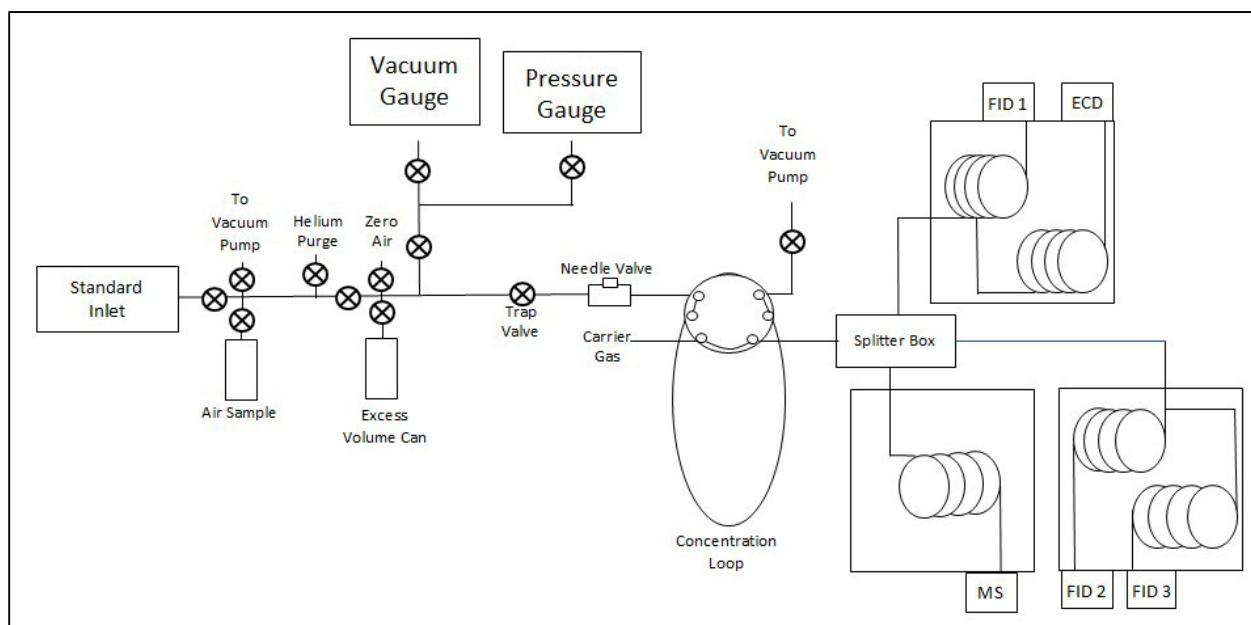 Vacuum
Gauge
Pressure
Gauge
FID 1
ECD
To
Vacuum
Pump
To
Vacuum
Pump
Helium
Purge
Zero
Air
Standard
Inlet
Needle Valve
Trap
Valve
Carrier
Gas
Splitter Box
Air Sample
Excess
Volume Can
Concentration
Loop
MS
FID 2
FID 3